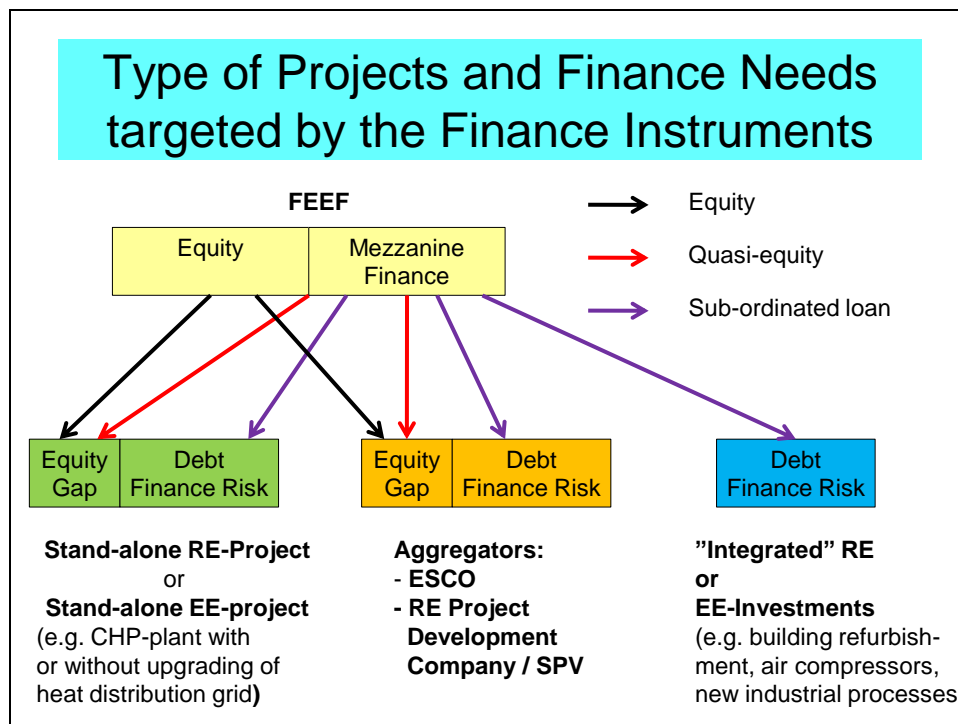 Type of Projects and Finance Needs
targeted by the Finance Instruments
FEEF
Equity
Mezzanine
Finance
Equity
Quasi-equity
Sub-ordinated loan
Equity
Gap
Debt
Finance Risk
Equity
Gap
Debt
Finance Risk
Debt
Finance Risk
Stand-alone RE-Project
or
Stand-alone EE-project
(e.g. CHP-plant with
or without upgrading of
heat distribution grid)
Aggregators:
- ESCO
- RE Project
Development
Company / SPV
”Integrated” RE
or
EE-Investments
(e.g. building refurbish-
ment, air compressors,
new industrial processes